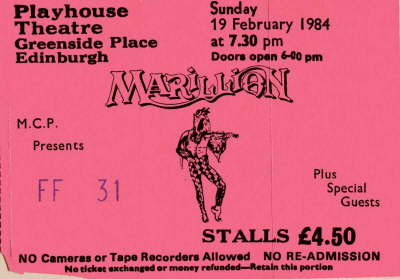 Playhouse
Theatre
Greenside Place
Edinburgh
Sunday
19 February 1984
at 7.30 pm
Doors open 6-00 pm
MARILLION
M.C.P.
Presents
FF 31
Plus
Special
Guests
STALLS £4.50
NO Cameras or Tape Recorders Allowed NO RE-ADMISSION
No ticket exchanged or money refunded—Retain this portion